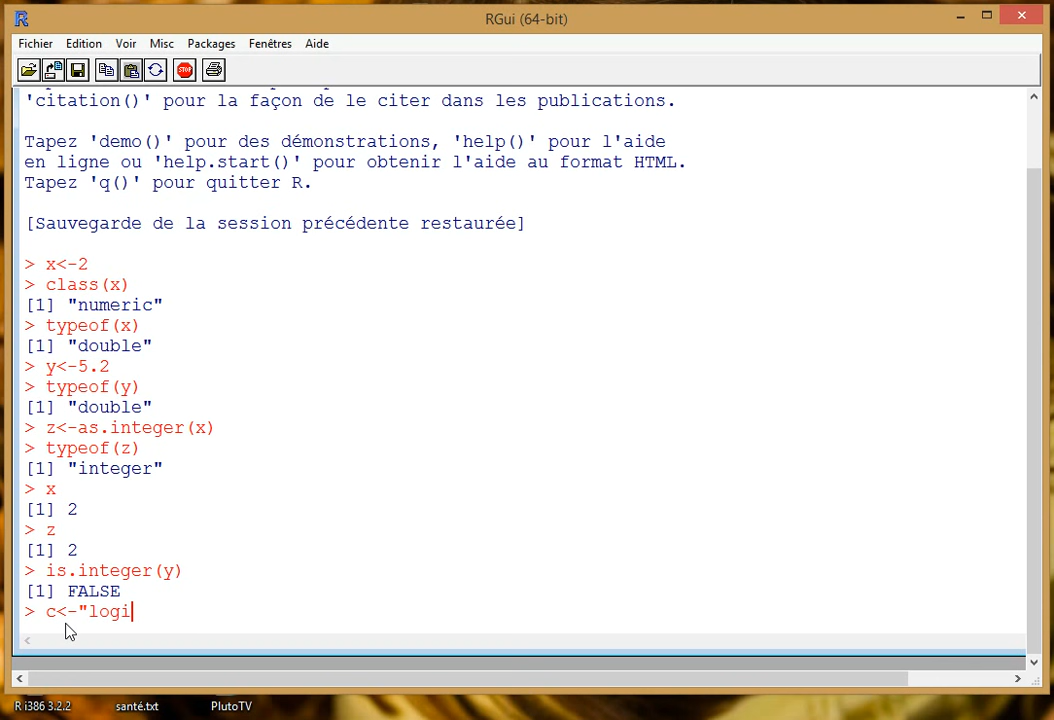 RGui (64-bit)
Fichier Edition Voir Misc Packages Fenêtres Aide
STOP
'citation()' pour la façon de le citer dans les publications.
Tapez 'demo()' pour des démonstrations, 'help()' pour l'aide
en ligne ou 'help.start()' pour obtenir l'aide au format HTML.
Tapez 'q()' pour quitter R.
[Sauvegarde de la session précédente restaurée]
> x<-2
> class(x)
[1] "numeric"
> typeof(x)
[1] "double"
> y<-5.2
> typeof(y)
[1] "double"
> z<-as.integer(x)
> typeof(z)
[1] "integer"
> x
[1] 2
> z
[1] 2
> is.integer(y)
[1] FALSE
> c<-"logi
R i386 3.2.2 santé.txt PlutoTV